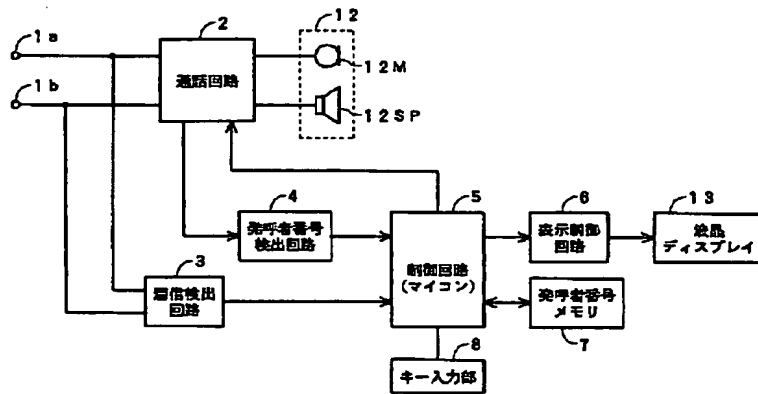 12
1a
2
12M
1b
通話回路
12SP
4
5
6
13
発呼者番号
検出回路
表示制御
回路
液晶
ディスプレイ
3
制御回路
(マイコン)
着信検出
回路
発呼者番号
メモリ
7
8
キー入力部